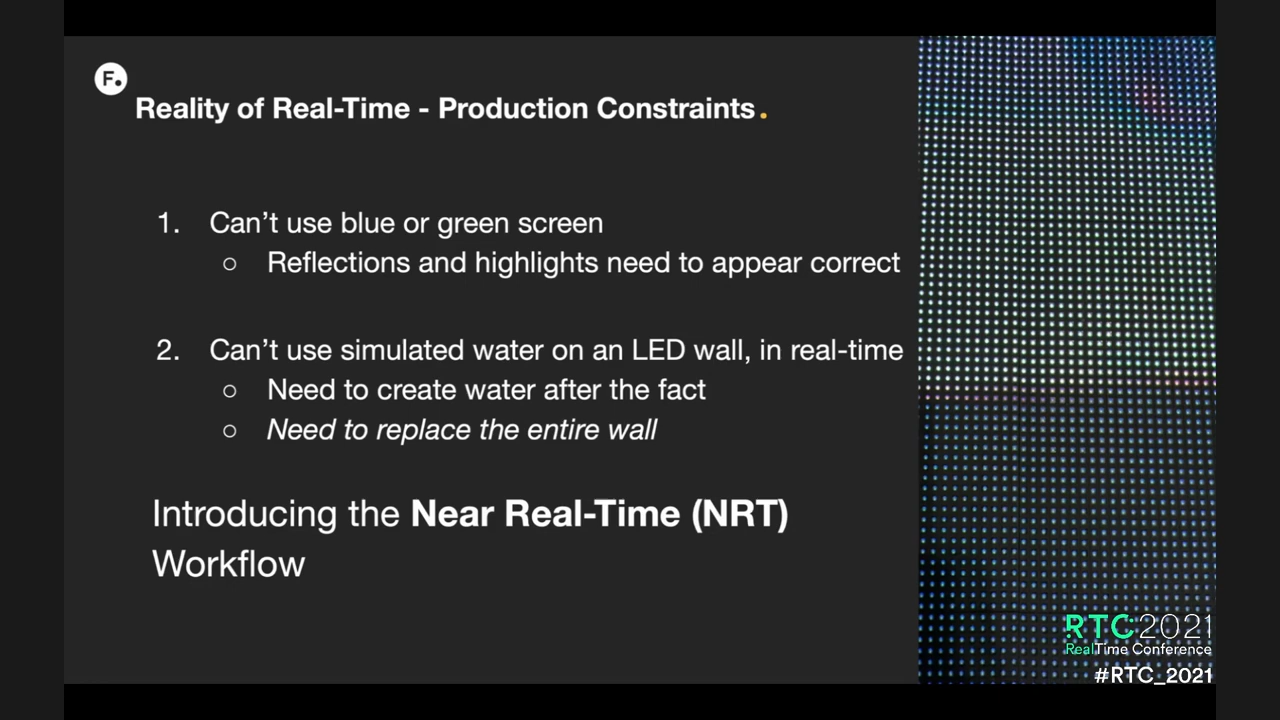 F.
Reality of Real-Time - Production Constraints.
1. Can’t use blue or green screen
○ Reflections and highlights need to appear correct
2. Can’t use simulated water on an LED wall, in real-time
○ Need to create water after the fact
○ Need to replace the entire wall
Introducing the Near Real-Time (NRT)
Workflow
RTC2021
RealTime Conference
#RTC_2021